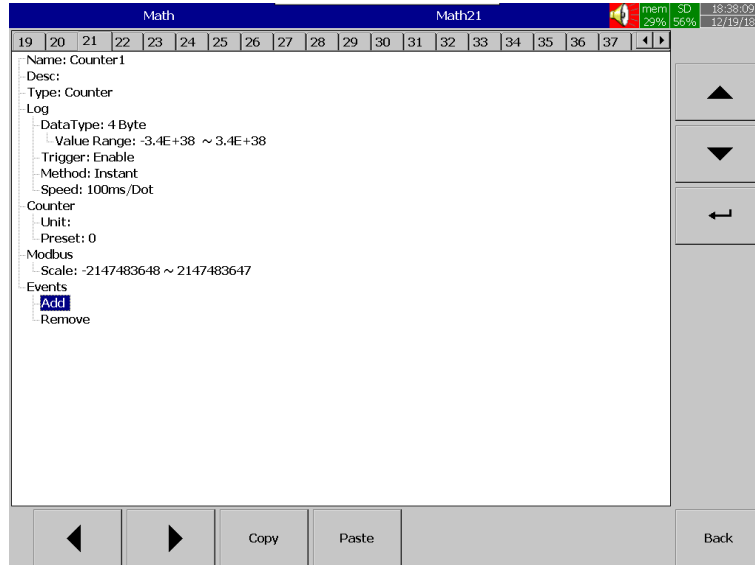 Math Math21 mem SD 18:38:09
29% 56% 12/19/18
19 20 21 22 23 24 25 26 27 28 29 30 31 32 33 34 35 36 37
Name: Counter1
Desc:
Type: Counter
Log
DataType: 4 Byte
Value Range: -3.4E+38 ~ 3.4E+38
Trigger: Enable
Method: Instant
Speed: 100ms/Dot
Counter
Unit:
Preset: 0
Modbus
Scale: -2147483648 ~ 2147483647
Events
Add
Remove
Copy Paste Back